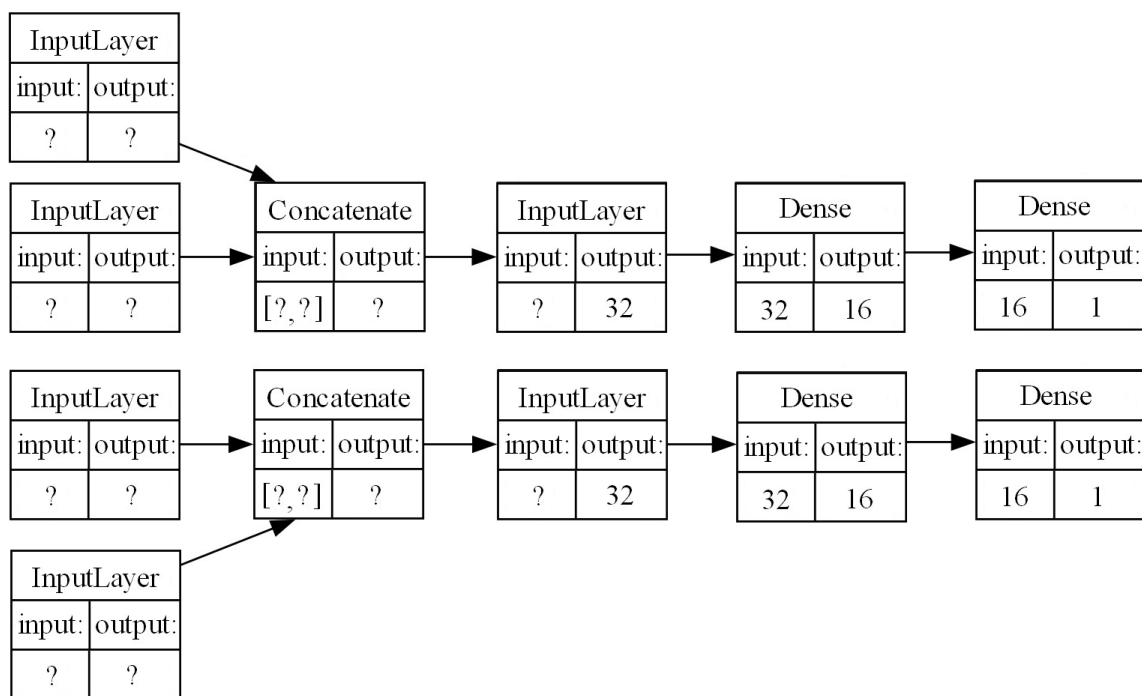 InputLayer
input: output:
? ?
InputLayer
input: output:
? ?
Concatenate
input: output:
[?,?] ?
InputLayer
input: output:
? 32
Dense
input: output:
32 16
Dense
input: output:
16 1
InputLayer
input: output:
? ?
Concatenate
input: output:
[?,?] ?
InputLayer
input: output:
? 32
Dense
input: output:
32 16
Dense
input: output:
16 1
InputLayer
input: output:
? ?